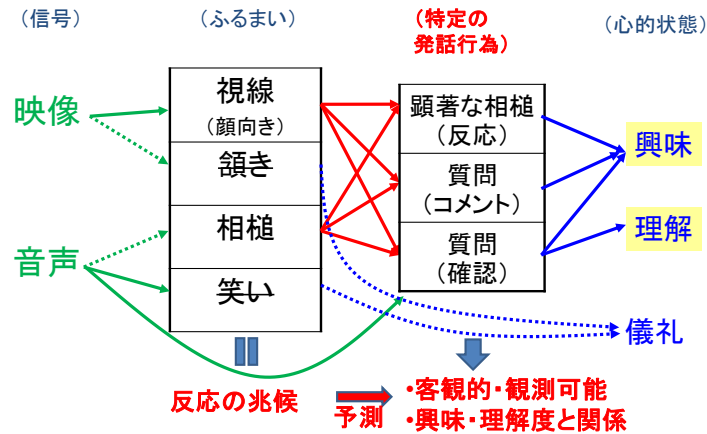 (信号)
(ふるまい)
(特定の
発話行為)
(心的状態)
映像
音声
視線
(顔向き)
頷き
相槌
笑い
顕著な相槌
(反応)
質問
(コメント)
質問
(確認)
興味
理解
儀礼
反応の兆候
予測
・客観的・観測可能
・興味・理解度と関係